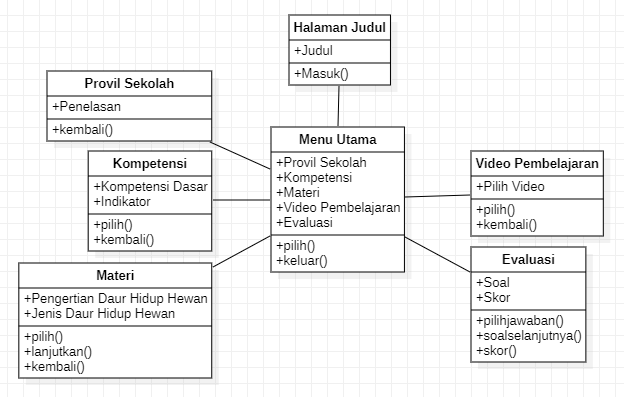 Halaman Judul
+Judul
+Masuk()
Provil Sekolah
+Penelasan
+kembali()
Menu Utama
+Provil Sekolah
+Kompetensi
+Materi
+Video Pembelajaran
+Evaluasi
+pilih()
+keluar()
Kompetensi
+Kompetensi Dasar
+Indikator
+pilih()
+kembali()
Video Pembelajaran
+Pilih Video
+pilih()
+kembali()
Materi
+Pengertian Daur Hidup Hewan
+Jenis Daur Hidup Hewan
+pilih()
+lanjutkan()
+kembali()
Evaluasi
+Soal
+Skor
+pilihjawaban()
+soalselanjutnya()
+skor()